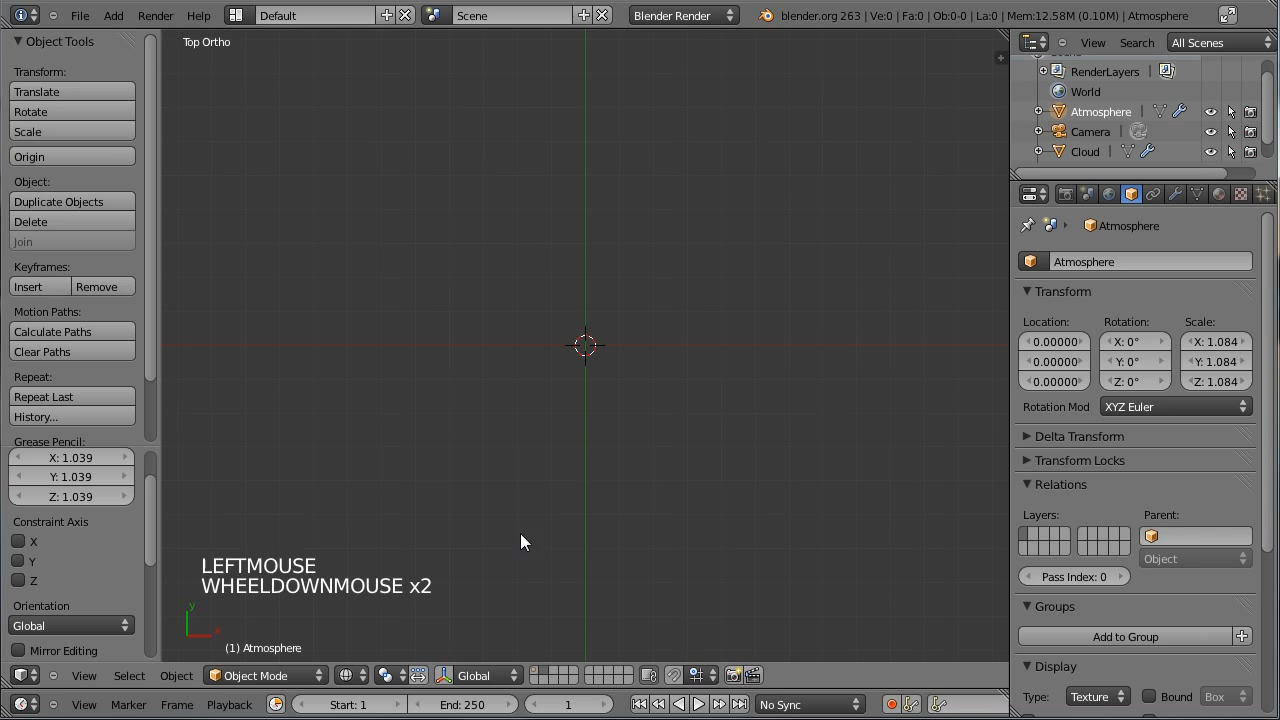 File Add Render Help Default Scene Blender Render blender.org 263 | Ve:0 | Fa:0 | Ob:0-0 | La:0 | Mem:12.58M (0.10M) | Atmosphere
Object Tools
Transform:
Translate
Rotate
Scale
Origin
Object:
Duplicate Objects
Delete
Join
Keyframes:
Insert Remove
Motion Paths:
Calculate Paths
Clear Paths
Repeat:
Repeat Last
History...
Grease Pencil:
X: 1.039
Y: 1.039
Z: 1.039
Constraint Axis
X
Y
Z
Orientation
Global
Mirror Editing
Top Ortho
LEFTMOUSE
WHEELDOWNMOUSE x2
y
x
(1) Atmosphere
View Select Object Object Mode Global
View Marker Frame Playback Start: 1 End: 250 1 No Sync
View Search All Scenes
RenderLayers |
World
Atmosphere |
Camera |
Cloud |
Atmosphere
Atmosphere
Transform
Location: Rotation: Scale:
0.00000 X: 0° X: 1.084
0.00000 Y: 0° Y: 1.084
0.00000 Z: 0° Z: 1.084
Rotation Mod XYZ Euler
Delta Transform
Transform Locks
Relations
Layers: Parent:
Object
Pass Index: 0
Groups
Add to Group
Display
Type: Texture Bound Box